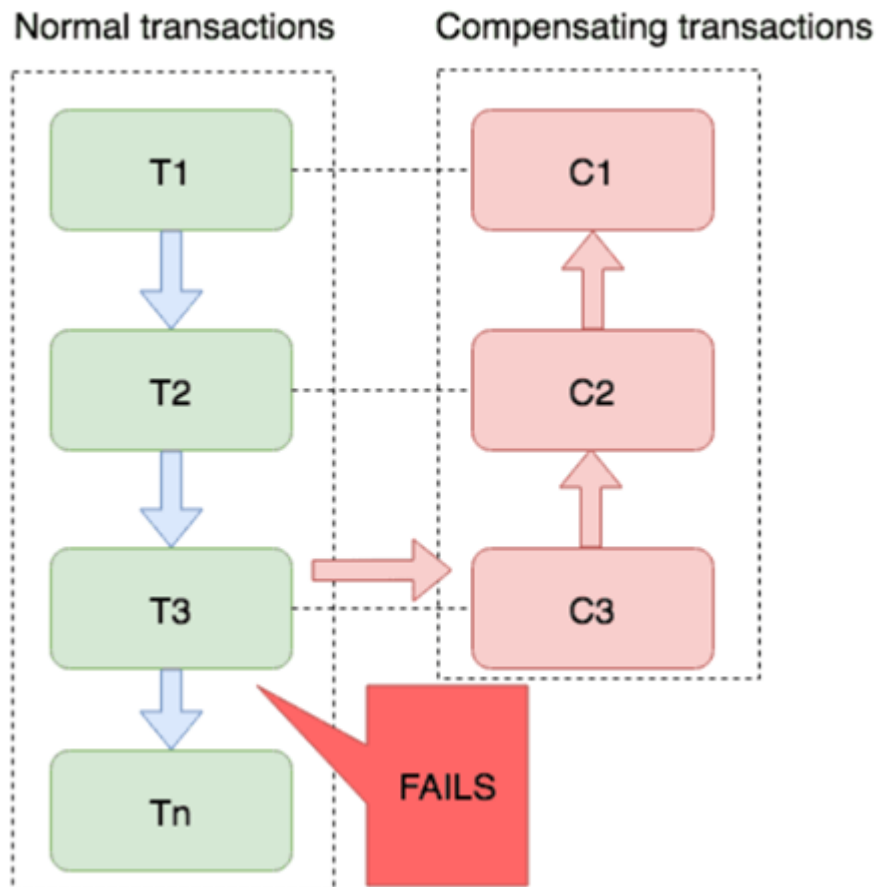 Normal transactions
Compensating transactions
T1
C1
T2
C2
T3
C3
FAILS
Tn